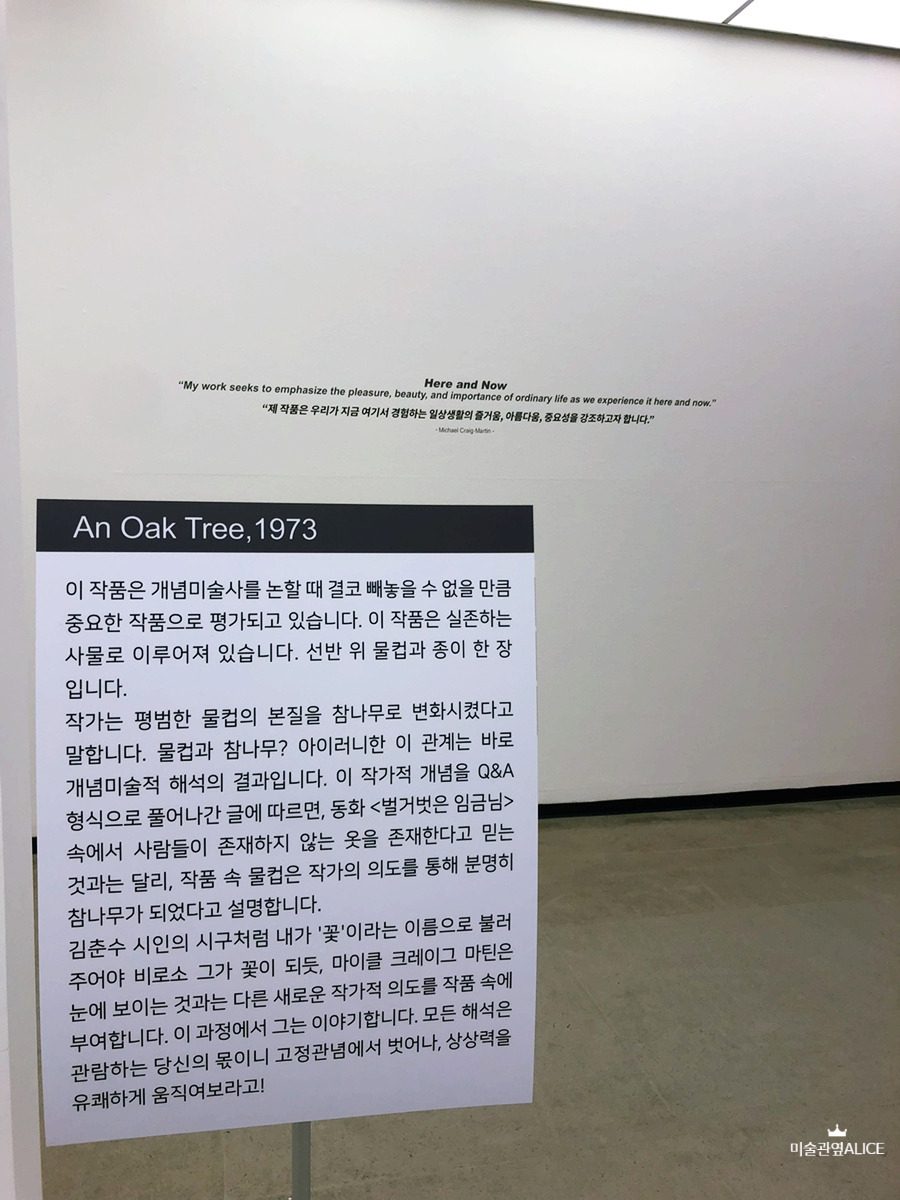 Here and Now
“My work seeks to emphasize the pleasure, beauty, and importance of ordinary life as we experience it here and now.”
“제 작품은 우리가 지금 여기서 경험하는 일상생활의 즐거움, 아름다움, 중요성을 강조하고자 합니다.”
- Michael Craig-Martin -
An Oak Tree,1973
이 작품은 개념미술사를 논할 때 결코 빼놓을 수 없을 만큼
중요한 작품으로 평가되고 있습니다. 이 작품은 실존하는
사물로 이루어져 있습니다. 선반 위 물컵과 종이 한 장
입니다.
작가는 평범한 물컵의 본질을 참나무로 변화시켰다고
말합니다. 물컵과 참나무? 아이러니한 이 관계는 바로
개념미술적 해석의 결과입니다. 이 작가적 개념을 Q&A
형식으로 풀어나간 글에 따르면, 동화 <벌거벗은 임금님>
속에서 사람들이 존재하지 않는 옷을 존재한다고 믿는
것과는 달리, 작품 속 물컵은 작가의 의도를 통해 분명히
참나무가 되었다고 설명합니다.
김춘수 시인의 시구처럼 내가 '꽃'이라는 이름으로 불러
주어야 비로소 그가 꽃이 되듯, 마이클 크레이그 마틴은
눈에 보이는 것과는 다른 새로운 작가적 의도를 작품 속에
부여합니다. 이 과정에서 그는 이야기합니다. 모든 해석은
관람하는 당신의 몫이니 고정관념에서 벗어나, 상상력을
유쾌하게 움직여보라고!
미술관옆ALICE